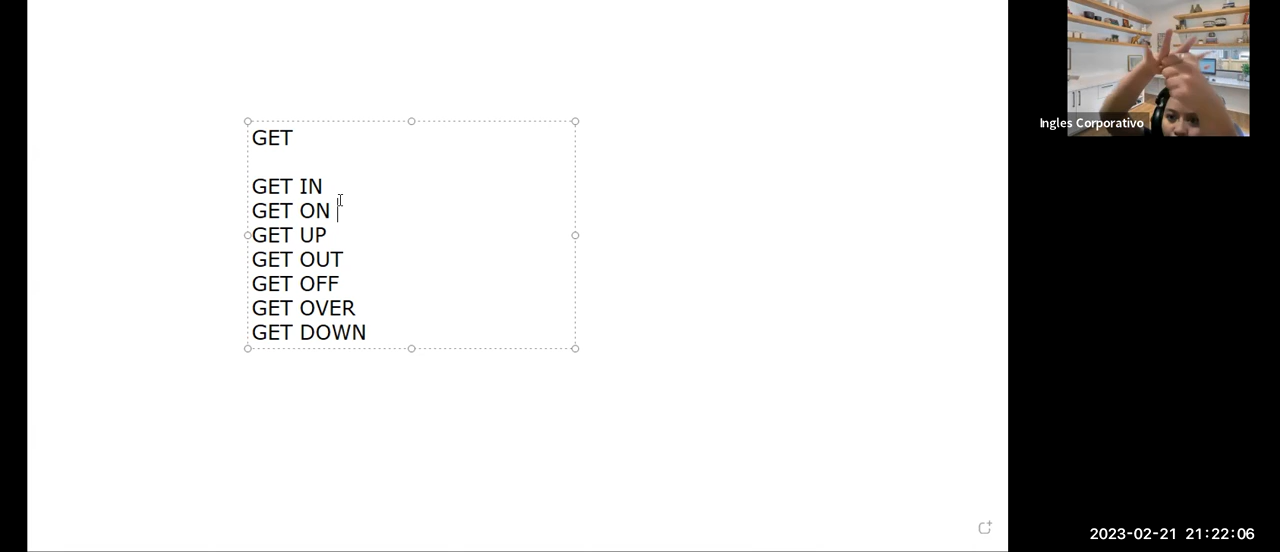 GET
GET IN
GET ON
GET UP
GET OUT
GET OFF
GET OVER
GET DOWN
Ingles Corporativo
2023-02-21 21:22:06